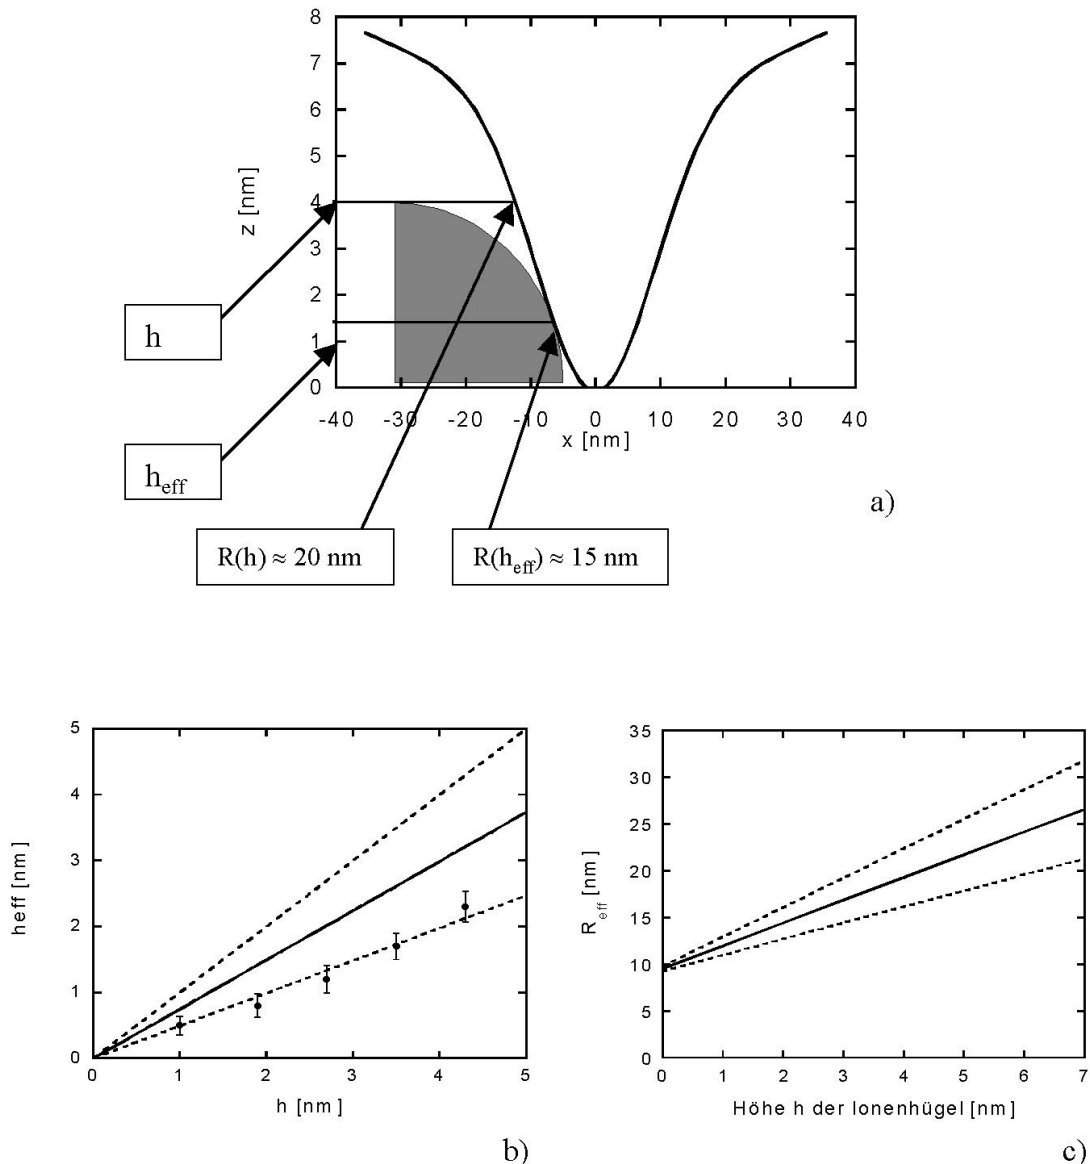 8
7
6
5
4
3
2
1
0
z [nm]
-40 -30 -20 -10 0 10 20 30 40
x [nm]
h
h_eff
a)
R(h) ≈ 20 nm
R(h_eff) ≈ 15 nm
5
4
3
2
1
0
heff [nm]
0 1 2 3 4 5
h [nm]
b)
35
30
25
20
15
10
5
0
R_eff [nm]
0 1 2 3 4 5 6 7
Höhe h der Ionenhügel [nm]
c)